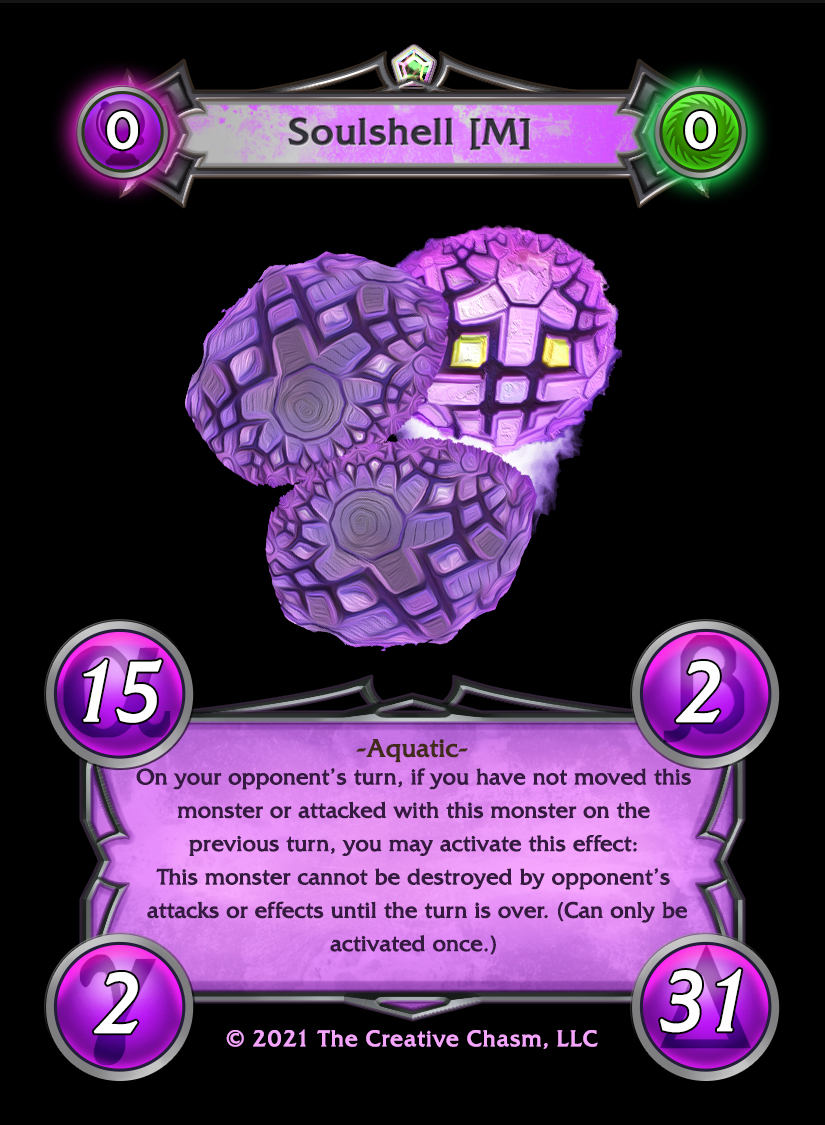 0
Soulshell [M]
0
15
α
2
β
-Aquatic-
On your opponent's turn, if you have not moved this
monster or attacked with this monster on the
previous turn, you may activate this effect:
This monster cannot be destroyed by opponent's
attacks or effects until the turn is over. (Can only be
activated once.)
2
γ
31
Δ
© 2021 The Creative Chasm, LLC